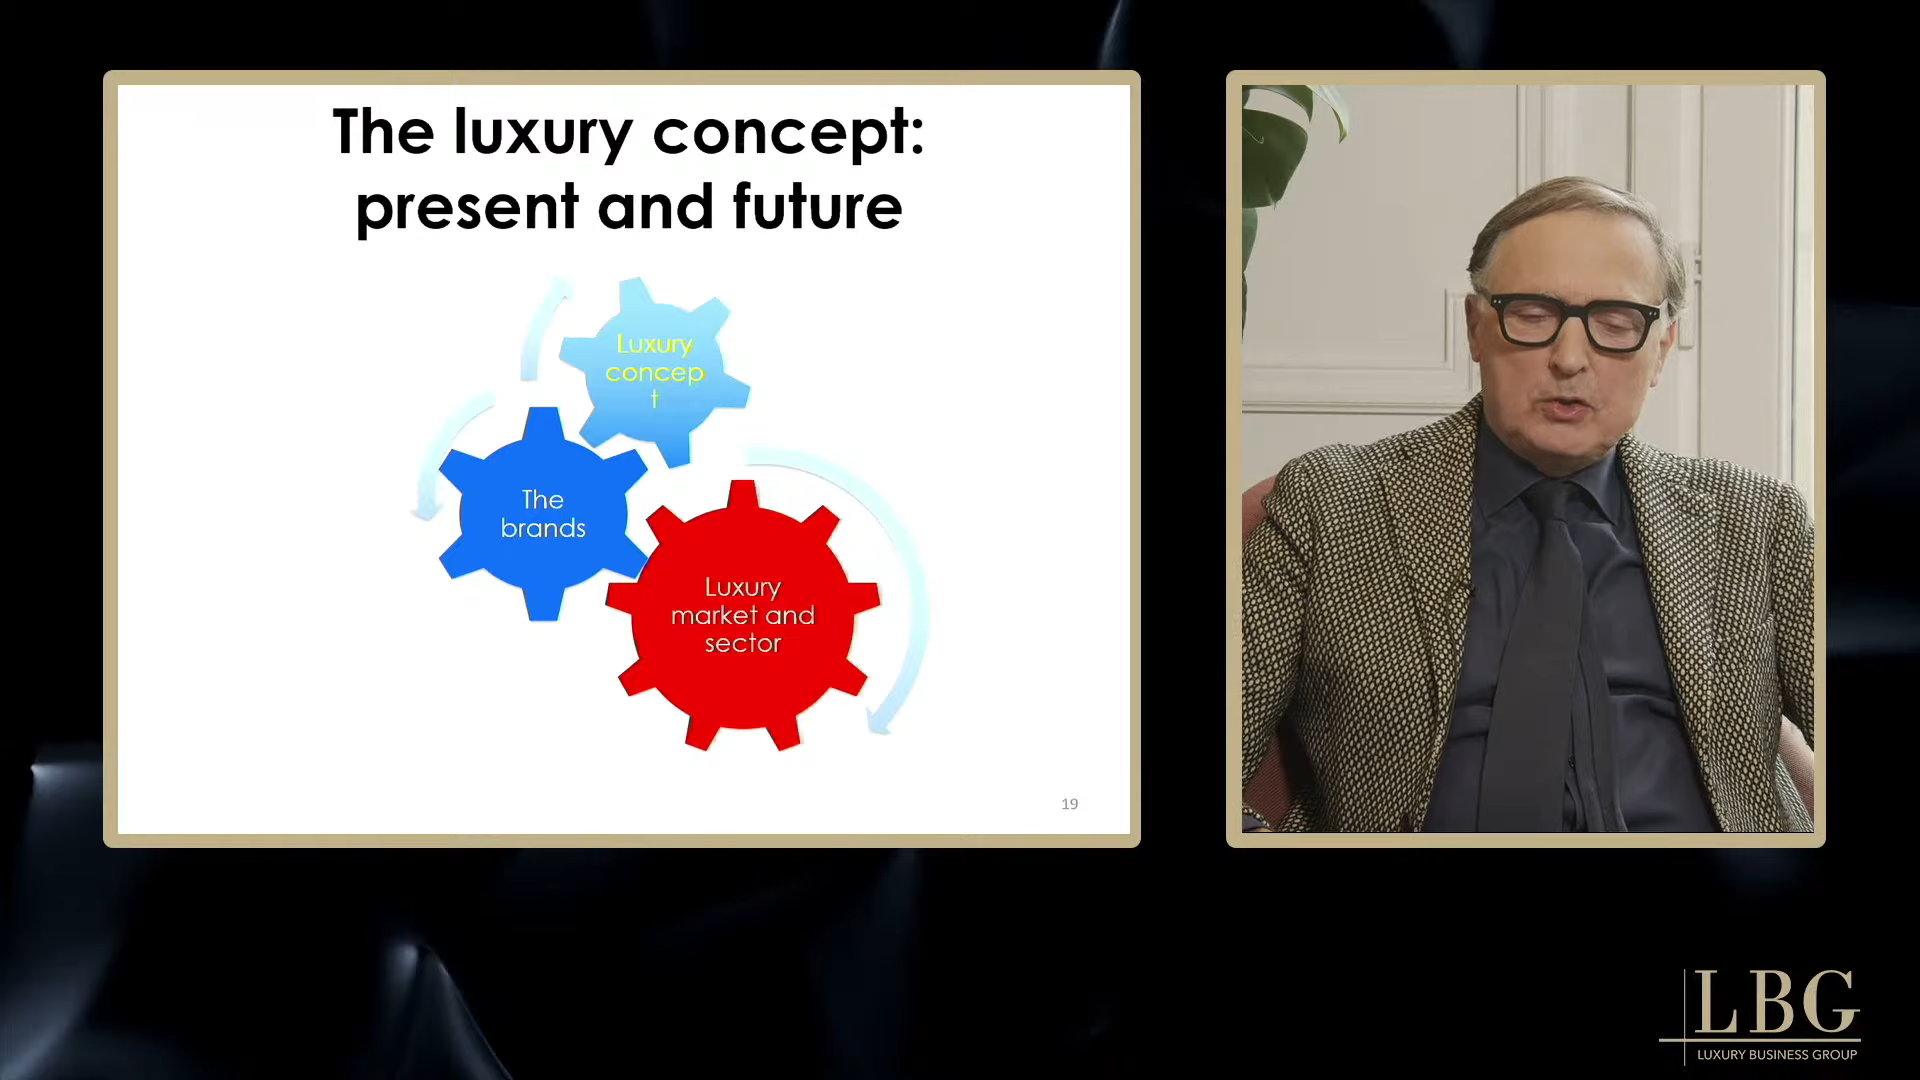 The luxury concept:
present and future
Luxury
concep
t
The
brands
Luxury
market and
sector
19
LBG
LUXURY BUSINESS GROUP